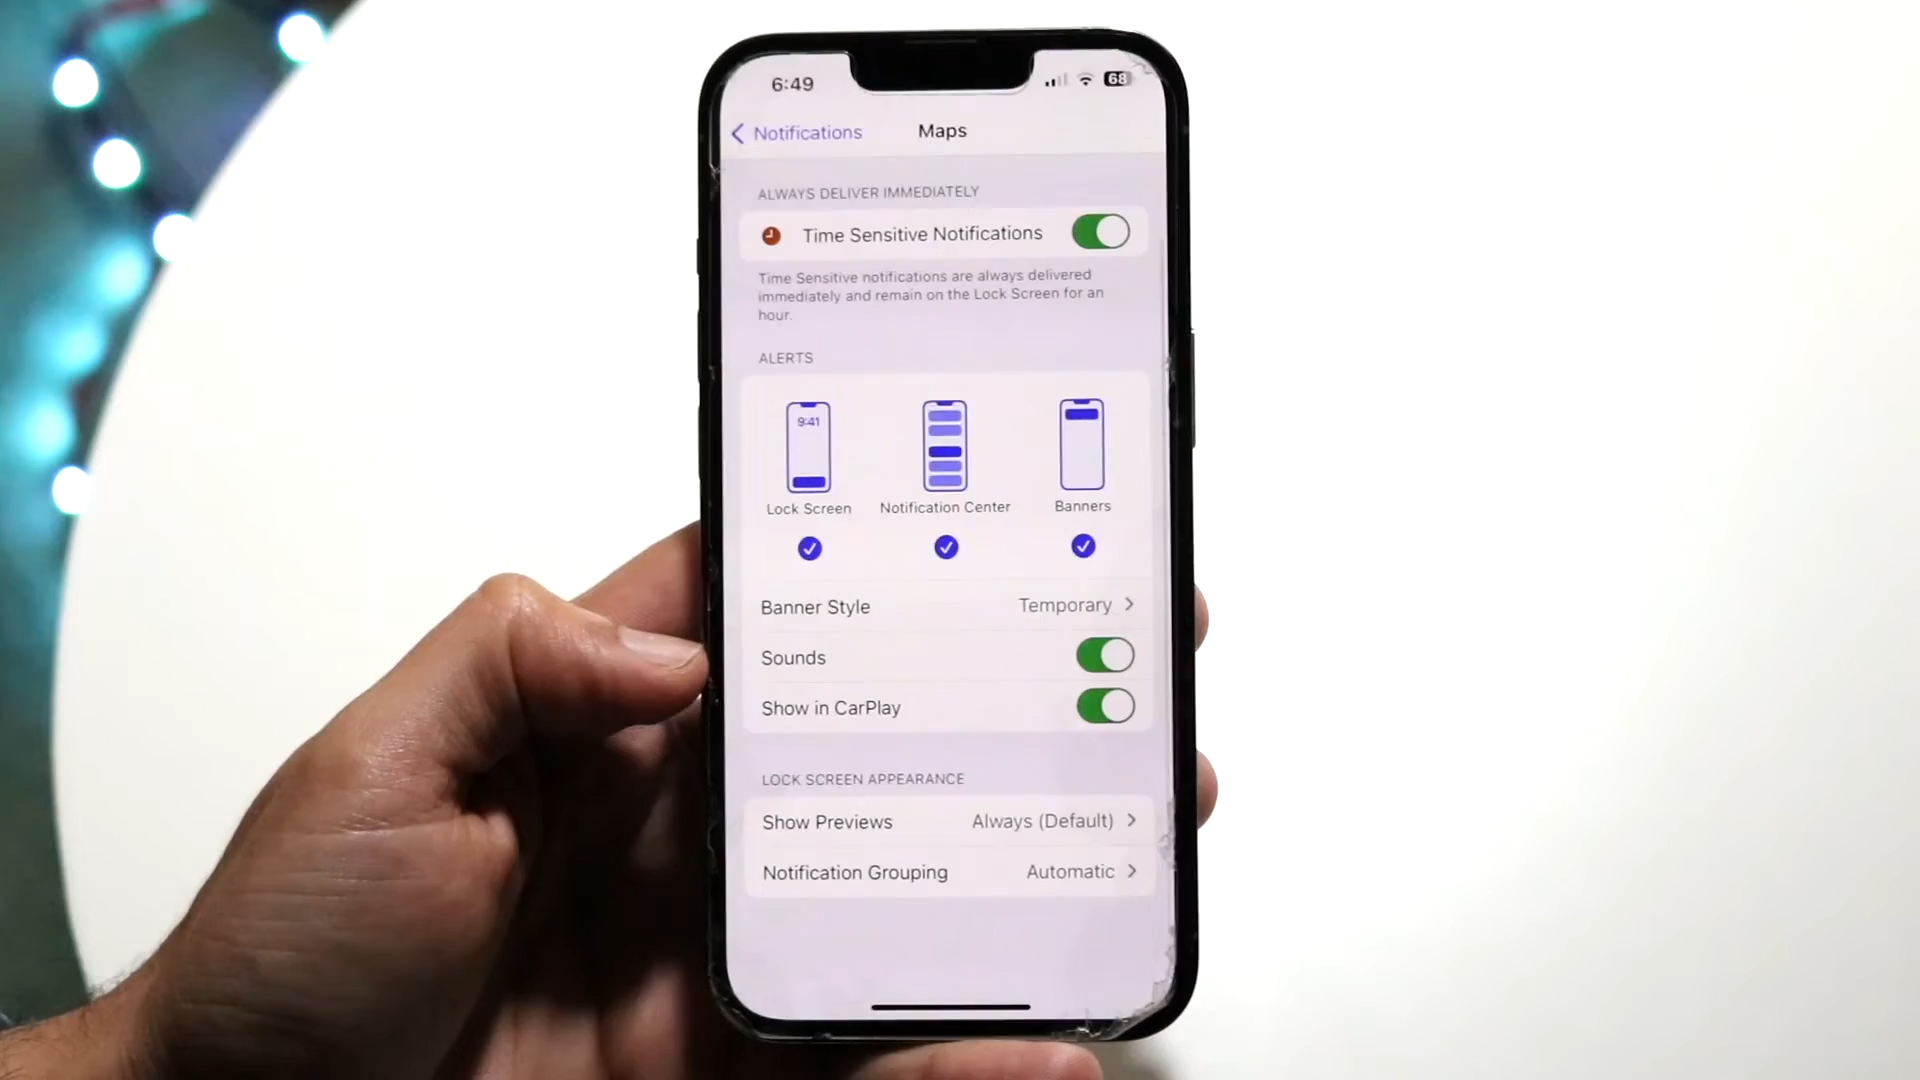 6:49
68
Notifications
Maps
ALWAYS DELIVER IMMEDIATELY
Time Sensitive Notifications
Time Sensitive notifications are always delivered
immediately and remain on the Lock Screen for an
hour.
ALERTS
9:41
Lock Screen
Notification Center
Banners
Banner Style
Temporary
Sounds
Show in CarPlay
LOCK SCREEN APPEARANCE
Show Previews
Always (Default)
Notification Grouping
Automatic